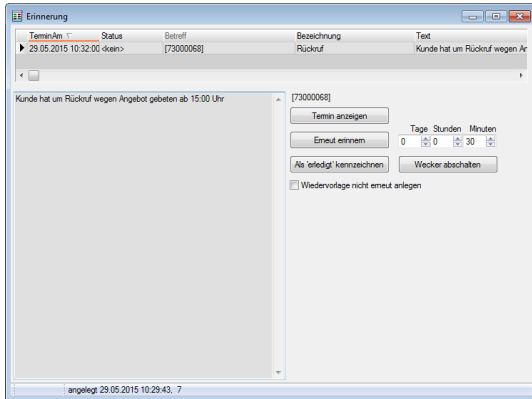 Erinnerung
TerminAm Status Betreff Bezeichnung Text
29.05.2015 10:32:00 <kein> [73000068] Rückruf Kunde hat um Rückruf wegen An
Kunde hat um Rückruf wegen Angebot gebeten ab 15:00 Uhr
[73000068]
Termin anzeigen
Tage Stunden Minuten
Erneut erinnern 0 0 30
Als 'erledigt' kennzeichnen Wecker abschalten
Wiedervorlage nicht erneut anlegen
angelegt 29.05.2015 10:29:43, 7